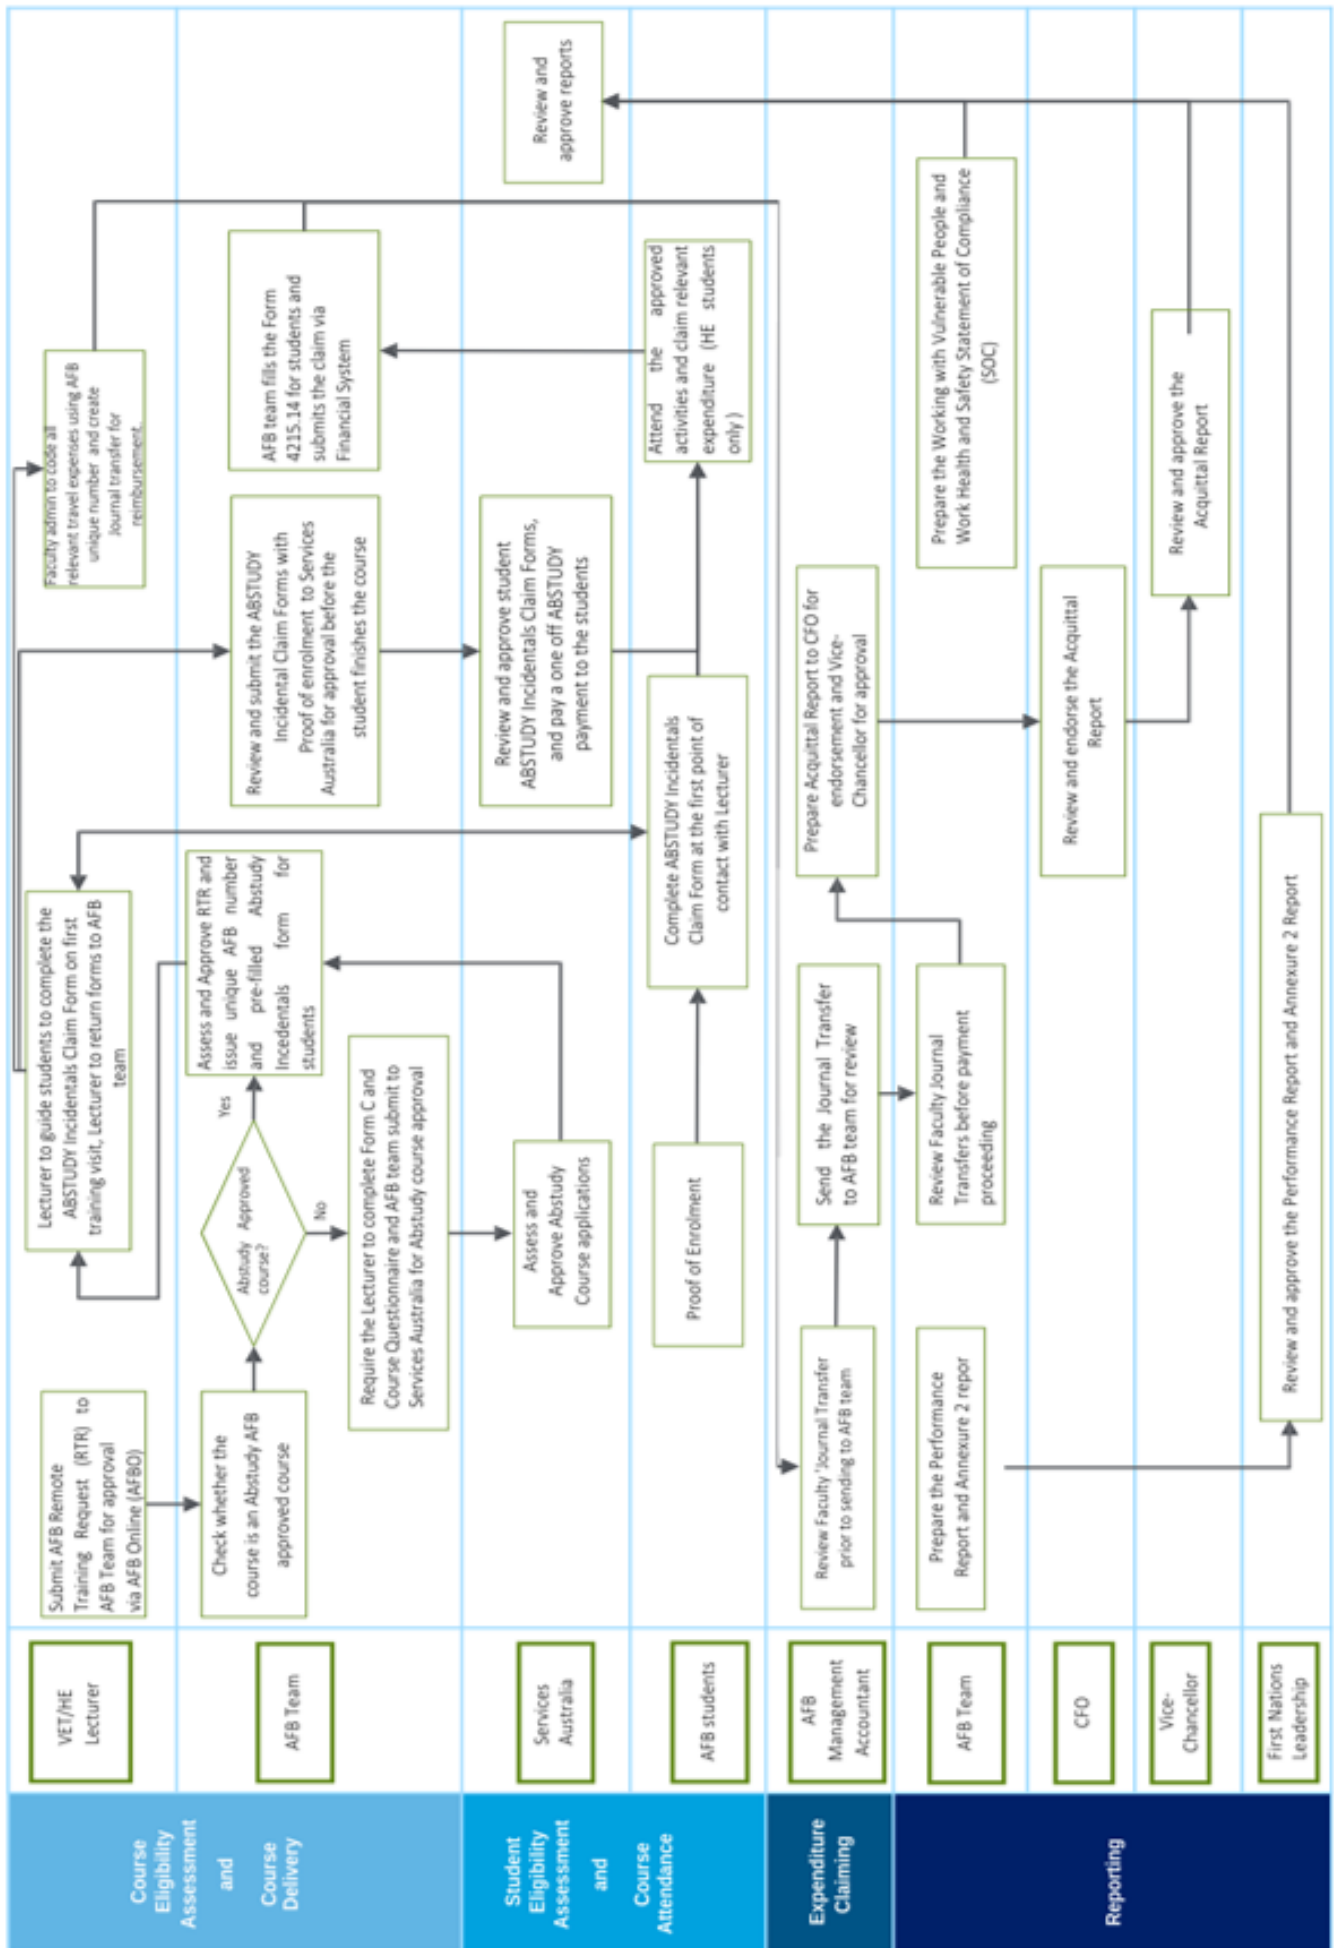 Course
Eligibility
Assessment
and
Course
Delivery
VET/HE
Lecturer
Submit AFB Remote
Training Request (RTR) to
AFB Team for approval
via AFB Online (AFBO)
Lecturer to guide students to complete the
ABSTUDY Incidentals Claim Form on first
training visit, Lecturer to return forms to AFB
team
Faculty admin to code all
relevant travel expenses using AFB
unique number and create
Journal transfer for
reimbursement.
AFB Team
Check whether the
course is an Abstudy AFB
approved course
Abstudy Approved
course?
Yes
No
Assess and Approve RTR and
issue unique AFB number
and pre-filled Abstudy
Incedentals form for
students
Require the Lecturer to complete Form C and
Course Questionnaire and AFB team submit to
Services Australia for Abstudy course approval
Review and submit the ABSTUDY
Incidental Claim Forms with
Proof of enrolment to Services
Australia for approval before the
student finishes the course
AFB team fills the Form
4215.14 for students and
submits the claim via
Financial System
Student
Eligibility
Assessment
and
Course
Attendance
Services
Australia
Assess and
Approve Abstudy
Course applications
Review and approve student
ABSTUDY Incidentals Claim Forms,
and pay a one off ABSTUDY
payment to the students
Review and
approve reports
AFB students
Proof of Enrolment
Complete ABSTUDY Incidentals
Claim Form at the first point of
contact with Lecturer
Attend the approved
activities and claim relevant
expenditure (HE students
only )
Expenditure
Claiming
AFB
Management
Accountant
Review Faculty 'Journal Transfer
prior to sending to AFB team
Send the Journal Transfer
to AFB team for review
Prepare Acquittal Report to CFO for
endorsement and Vice-
Chancellor for approval
Reporting
AFB Team
Prepare the Performance
Report and Annexure 2 repor
Review Faculty Journal
Transfers before payment
proceeding
Prepare the Working with Vulnerable People and
Work Health and Safety Statement of Compliance
(SOC)
CFO
Review and endorse the Acquittal
Report
Vice-
Chancellor
Review and approve the
Acquittal Report
First Nations
Leadership
Review and approve the Performance Report and Annexure 2 Report